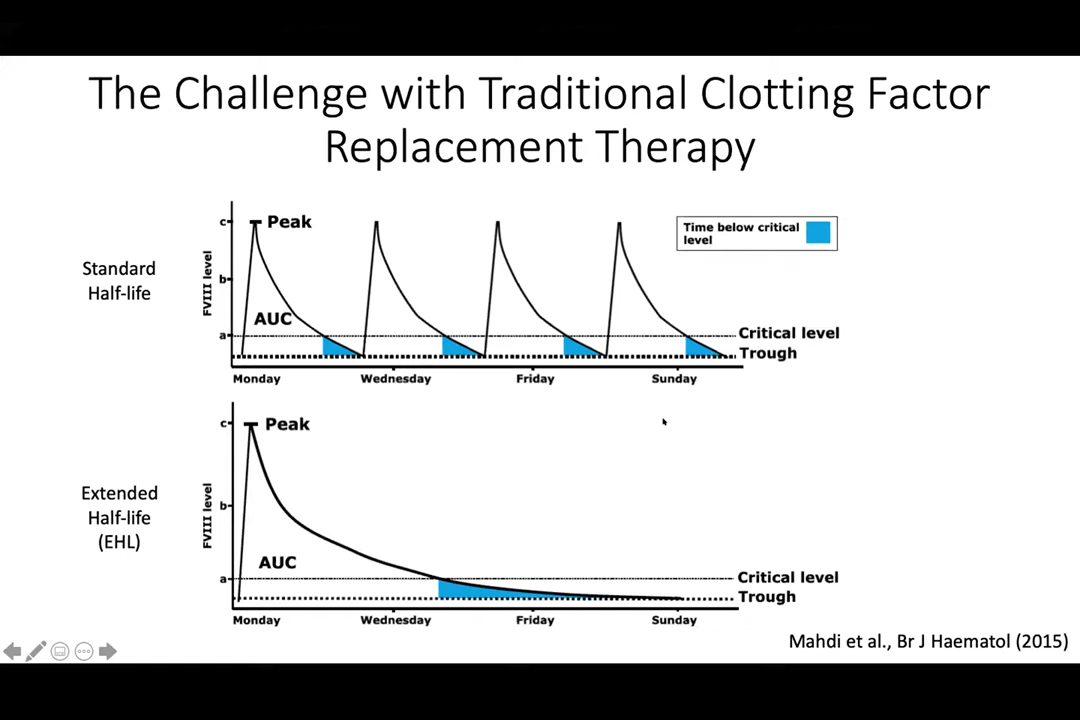 The Challenge with Traditional Clotting Factor
Replacement Therapy
Standard
Half-life
FVIII level
c
b
a
Peak
AUC
Time below critical
level
Critical level
Trough
Monday
Wednesday
Friday
Sunday
Extended
Half-life
(EHL)
FVIII level
c
b
a
Peak
AUC
Critical level
Trough
Monday
Wednesday
Friday
Sunday
Mahdi et al., Br J Haematol (2015)